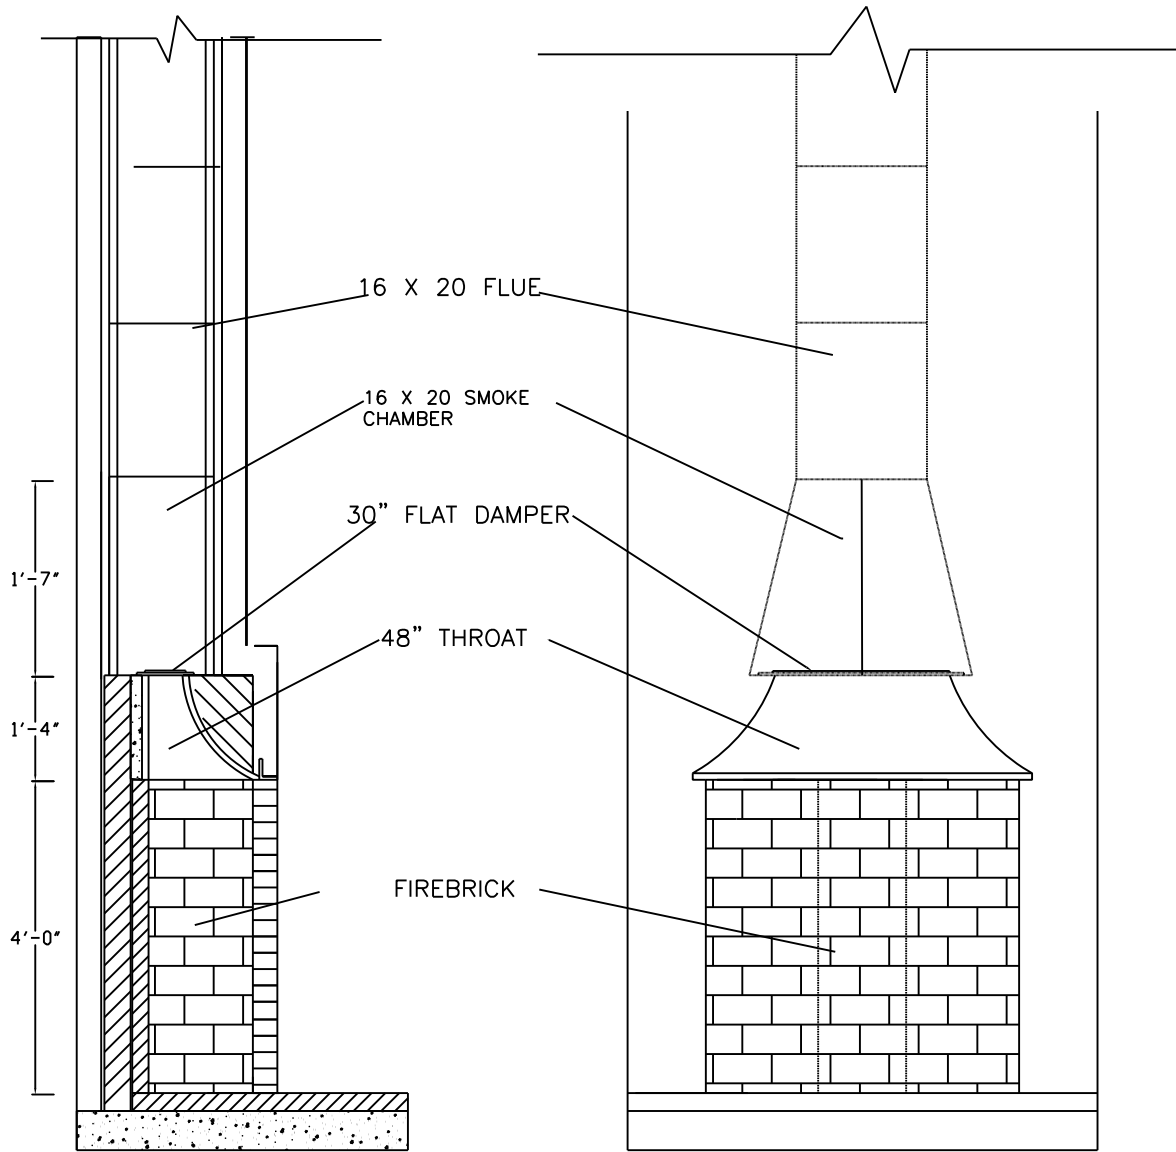 16 X 20 FLUE
16 X 20 SMOKE
CHAMBER
30” FLAT DAMPER
1′-7″
48” THROAT
1′-4″
FIREBRICK
4′-0″